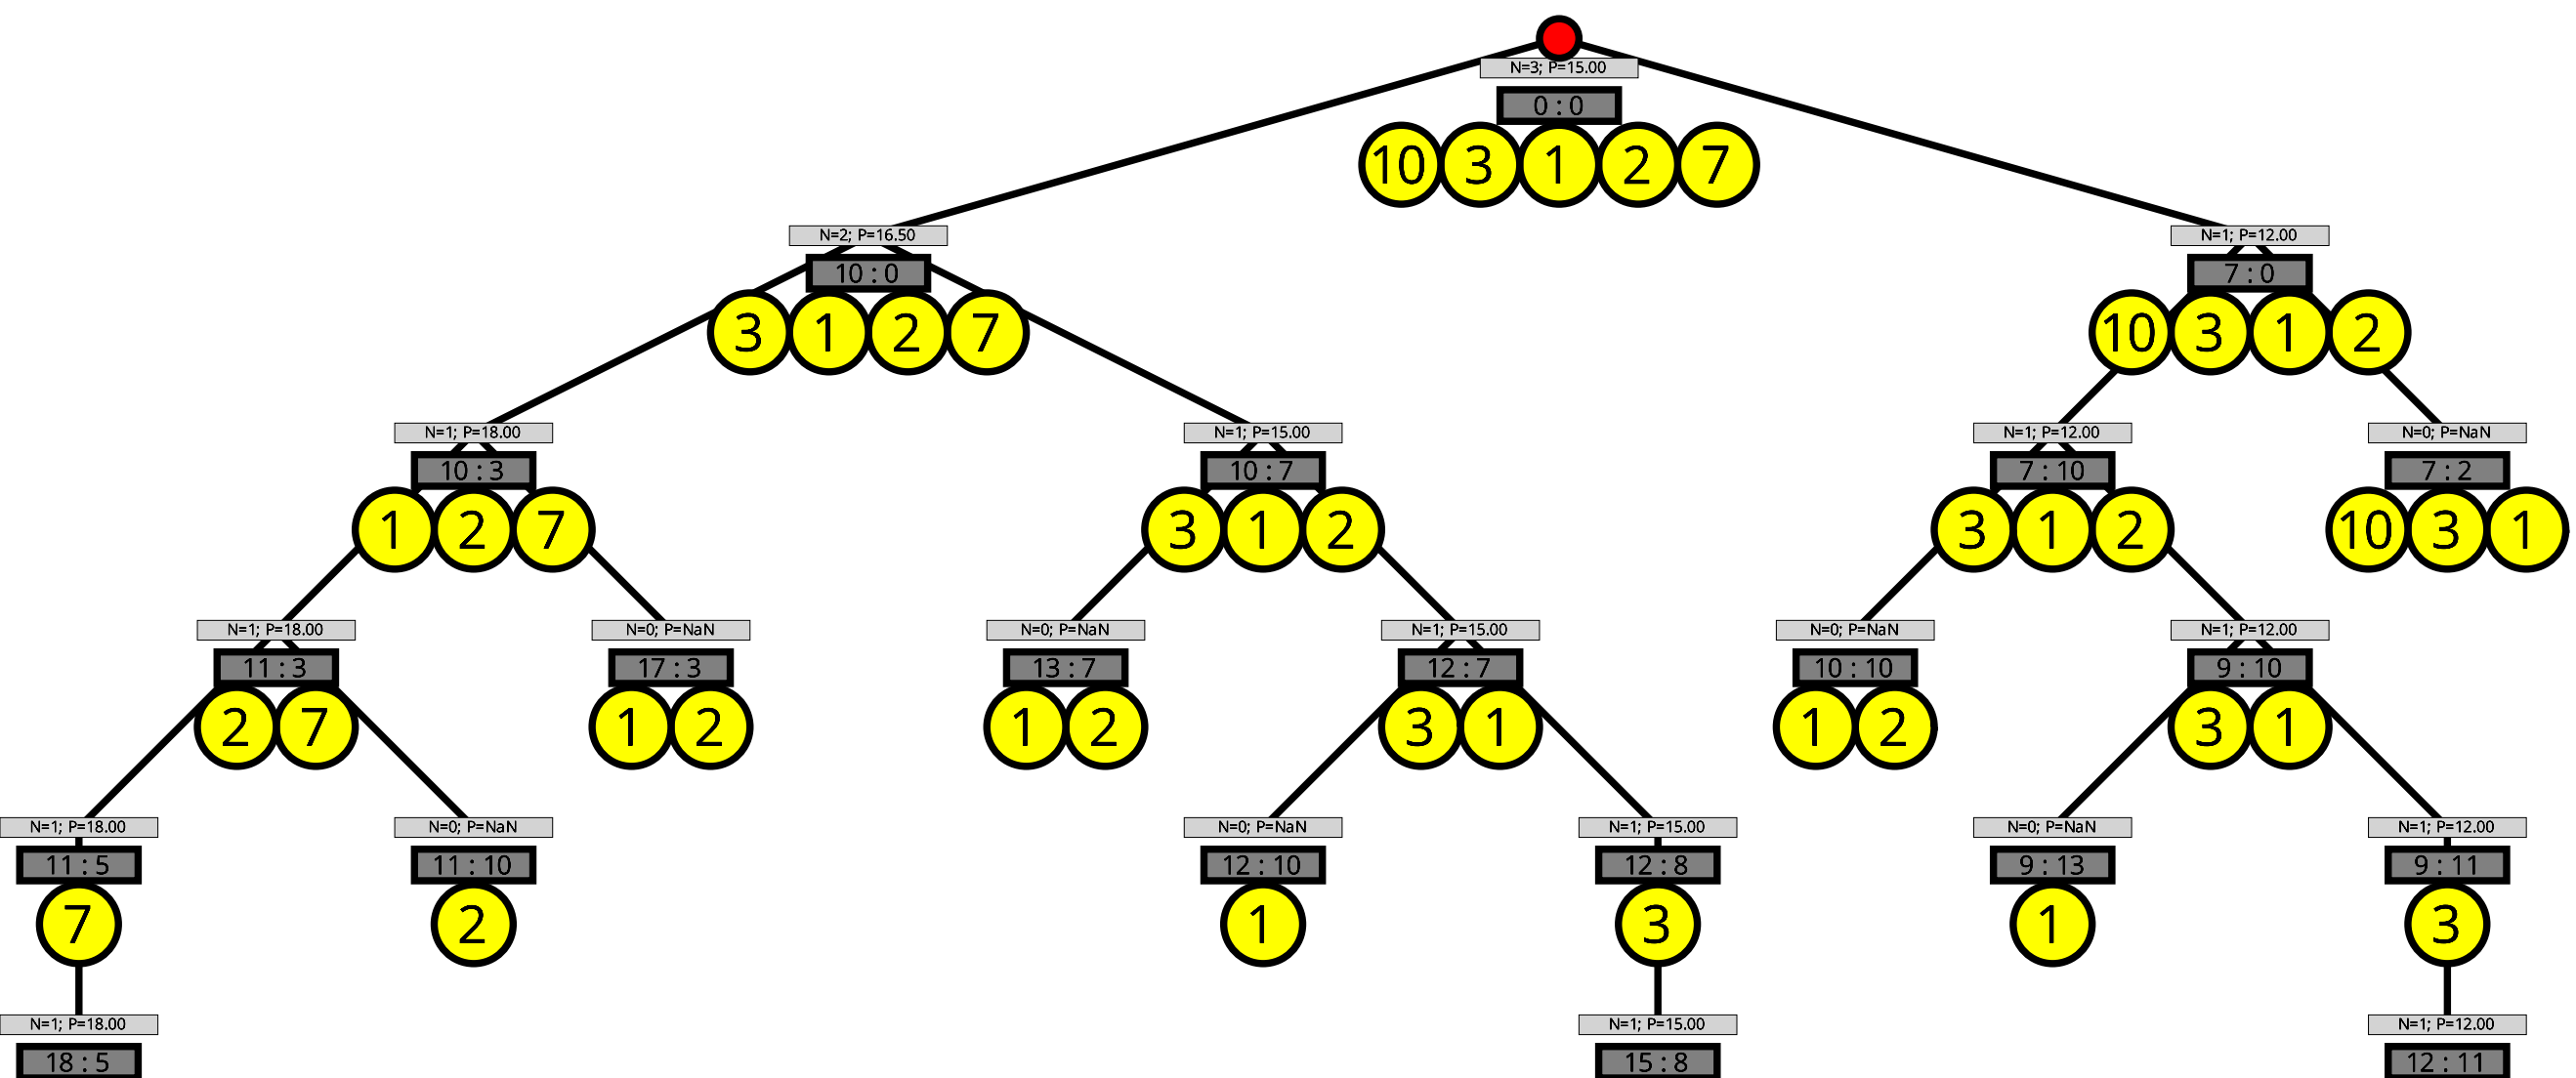 N=3; P=15.00
0 : 0
10 3 1 2 7
N=2; P=16.50
10 : 0
3 1 2 7
N=1; P=12.00
7 : 0
10 3 1 2
N=1; P=18.00
10 : 3
1 2 7
N=1; P=15.00
10 : 7
3 1 2
N=1; P=12.00
7 : 10
3 1 2
N=0; P=NaN
7 : 2
10 3 1
N=1; P=18.00
11 : 3
2 7
N=0; P=NaN
17 : 3
1 2
N=0; P=NaN
13 : 7
1 2
N=1; P=15.00
12 : 7
3 1
N=0; P=NaN
10 : 10
1 2
N=1; P=12.00
9 : 10
3 1
N=1; P=18.00
11 : 5
7
N=0; P=NaN
11 : 10
2
N=0; P=NaN
12 : 10
1
N=1; P=15.00
12 : 8
3
N=0; P=NaN
9 : 13
1
N=1; P=12.00
9 : 11
3
N=1; P=18.00
18 : 5
N=1; P=15.00
15 : 8
N=1; P=12.00
12 : 11